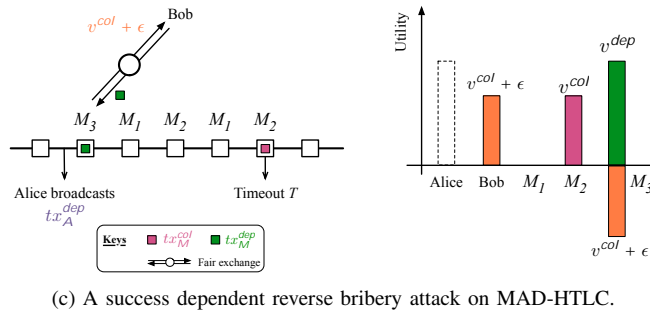 v^col + ϵ
Bob
M_3 M_1 M_2 M_1 M_2
Alice broadcasts
tx_A^dep
Timeout T
Keys tx_M^col tx_M^dep
Fair exchange
Utility
v^dep
v^col + ϵ
v^col
Alice Bob M_1 M_2 M_3
v^col + ϵ
(c) A success dependent reverse bribery attack on MAD-HTLC.